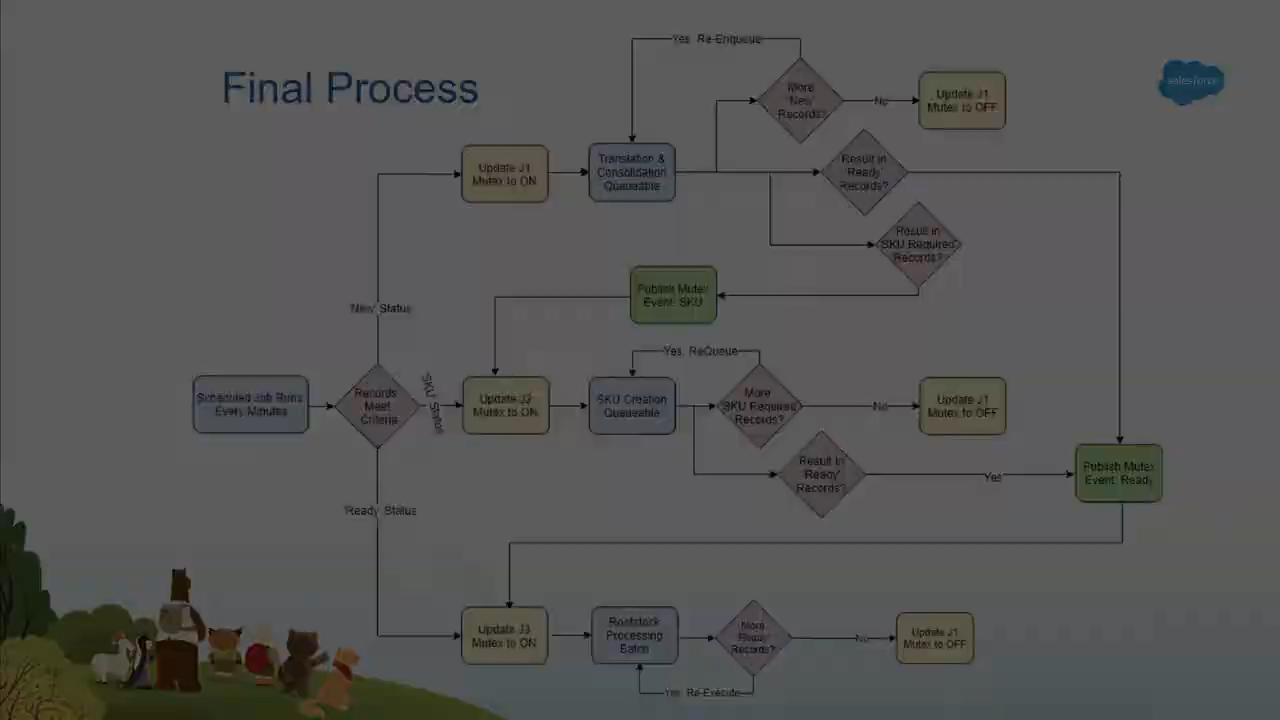 Final Process
salesforce
Yes, Re-Enqueue
More
'New'
Records?
No
Update J1
Mutex to OFF
Update J1
Mutex to ON
Translation &
Consolidation
Queueable
Result in
'Ready'
Records?
Result in
'SKU Required'
Records?
Publish Mutex
Event: SKU
'New' Status
Yes, ReQueue
Scheduled Job Runs
Every Minutes
Records
Meet
Criteria
'SKU' Status
Update J2
Mutex to ON
SKU Creation
Queueable
More
'SKU Required'
Records?
No
Update J1
Mutex to OFF
Result in
'Ready'
Records?
Yes
Publish Mutex
Event: Ready
'Ready' Status
Update J3
Mutex to ON
Rootstock
Processing
Batch
More
'Ready'
Records?
No
Update J1
Mutex to OFF
Yes, Re-Execute